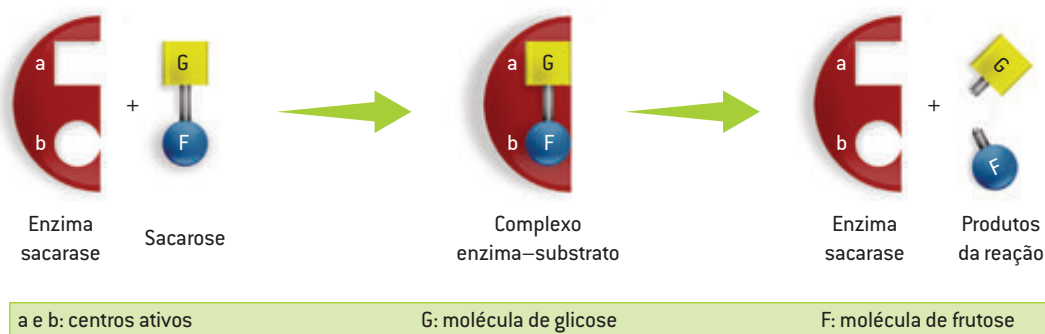 a
b
+
G
F
a
b
G
F
a
b
+
G
F
Enzima
sacarase
Sacarose
Complexo
enzima–substrato
Enzima
sacarase
Produtos
da reação
a e b: centros ativos
G: molécula de glicose
F: molécula de frutose